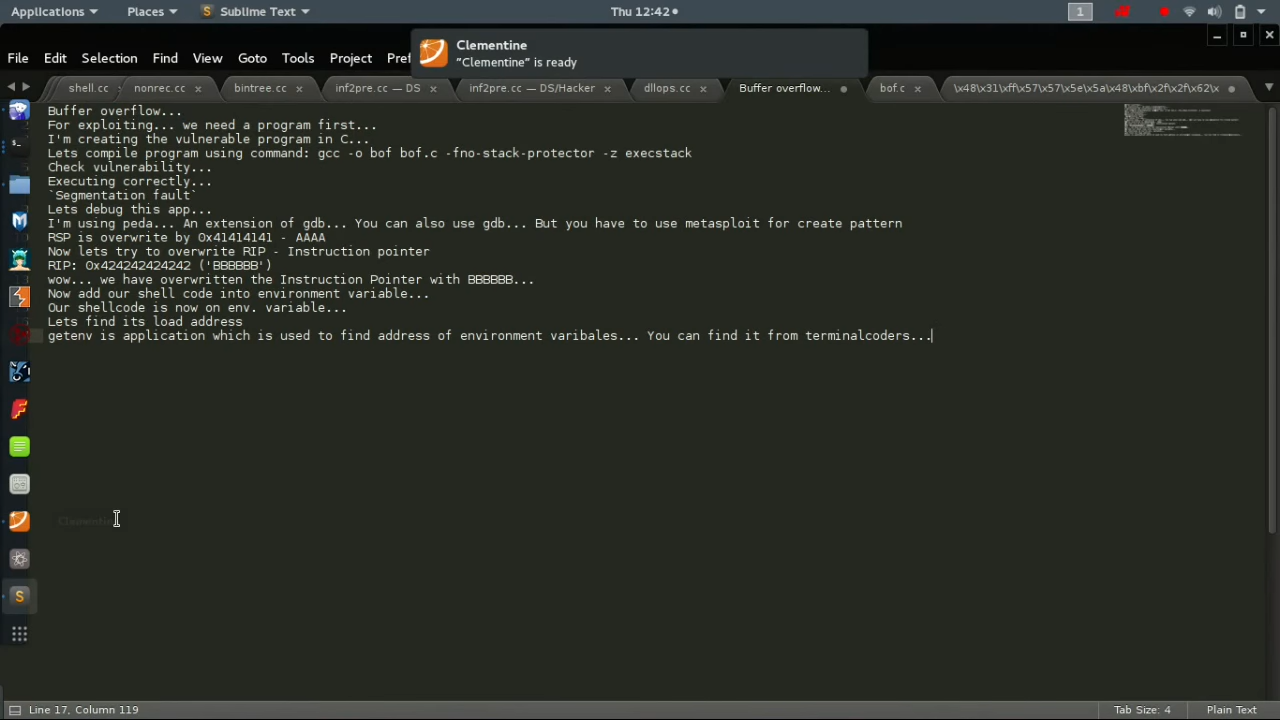 Applications Places Sublime Text Thu 12:42 1
Clementine
"Clementine" is ready
File Edit Selection Find View Goto Tools Project
shell.cc nonrec.cc bintree.cc inf2pre.cc — DS inf2pre.cc — DS/Hacker dllops.cc Buffer overflow... bof.c \x48\x31\xff\x57\x57\x5e\x5a\x48\xbf\x2f\x2f\x62\x
Buffer overflow...
For exploiting... we need a program first...
I'm creating the vulnerable program in C...
Lets compile program using command: gcc -o bof bof.c -fno-stack-protector -z execstack
Check vulnerability...
Executing correctly...
`Segmentation fault`
Lets debug this app...
I'm using peda... An extension of gdb... You can also use gdb... But you have to use metasploit for create pattern
RSP is overwrite by 0x41414141 - AAAA
Now lets try to overwrite RIP - Instruction pointer
RIP: 0x424242424242 ('BBBBBB')
wow... we have overwritten the Instruction Pointer with BBBBBB...
Now add our shell code into environment variable...
Our shellcode is now on env. variable...
Lets find its load address
getenv is application which is used to find address of environment varibales... You can find it from terminalcoders...
Line 17, Column 119 Tab Size: 4 Plain Text